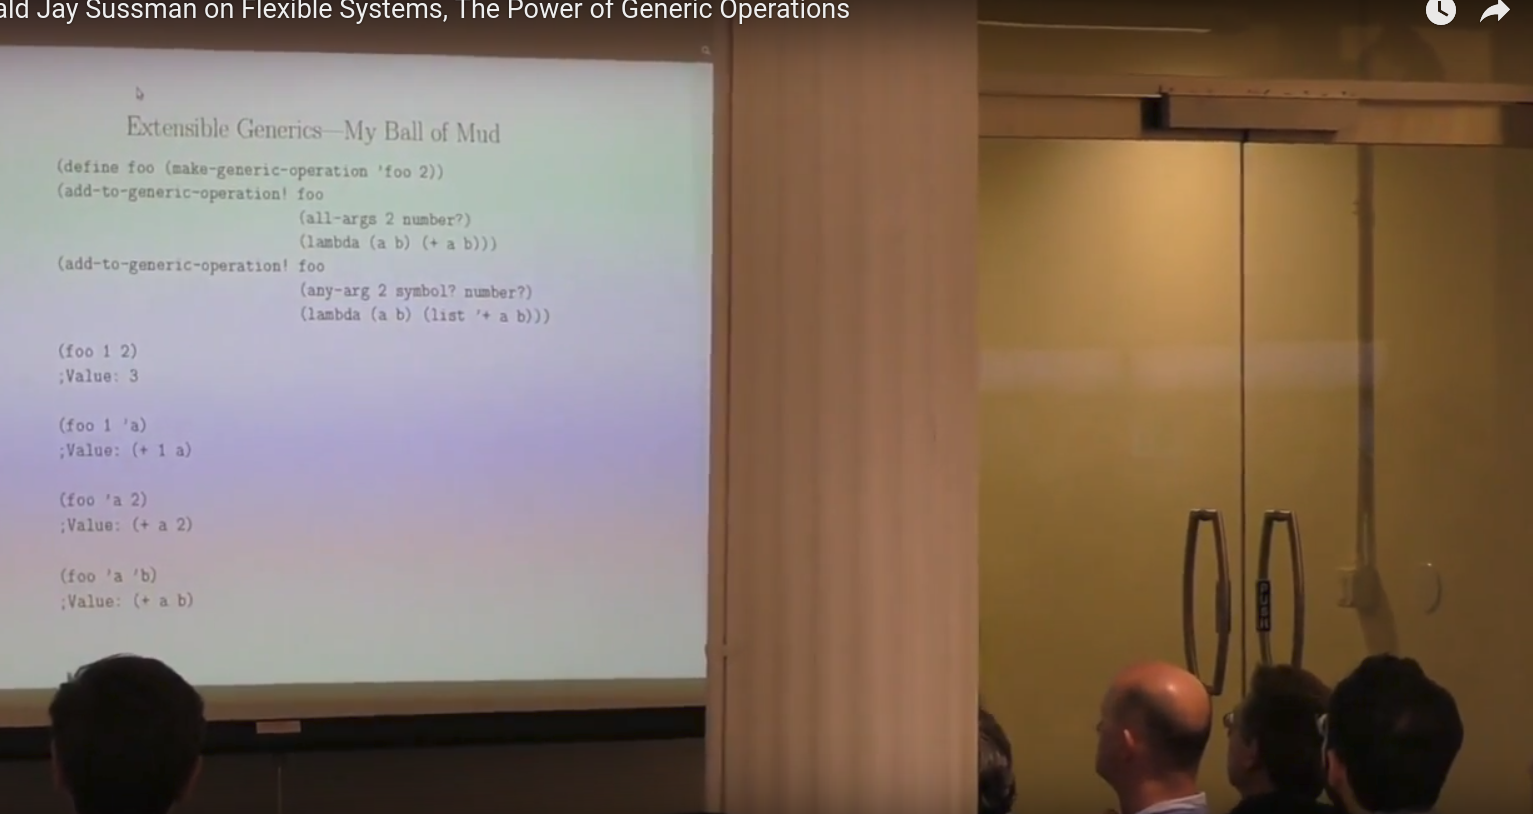 ald Jay Sussman on Flexible Systems, The Power of Generic Operations
Extensible Generics—My Ball of Mud
(define foo (make-generic-operation 'foo 2))
(add-to-generic-operation! foo
(all-args 2 number?)
(lambda (a b) (+ a b)))
(add-to-generic-operation! foo
(any-arg 2 symbol? number?)
(lambda (a b) (list '+ a b)))
(foo 1 2)
;Value: 3
(foo 1 'a)
;Value: (+ 1 a)
(foo 'a 2)
;Value: (+ a 2)
(foo 'a 'b)
;Value: (+ a b)
PUSH